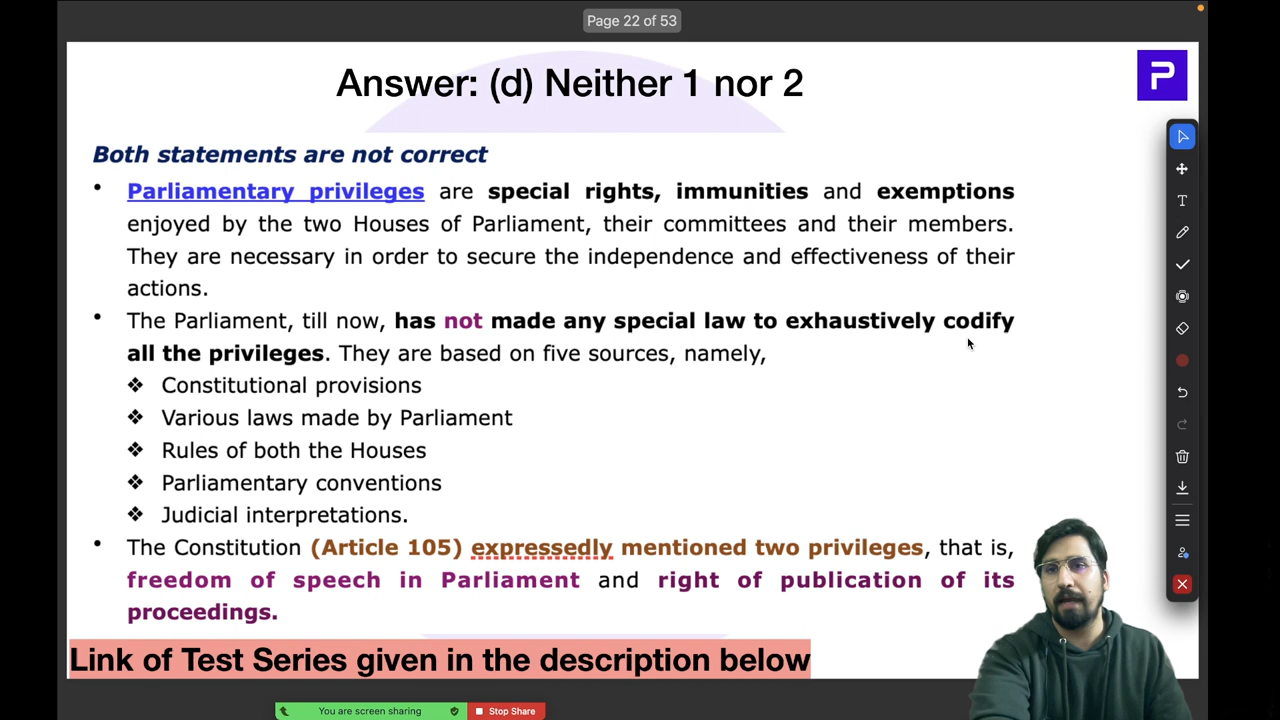 Page 22 of 53
Answer: (d) Neither 1 nor 2
P
Both statements are not correct
• Parliamentary privileges are special rights, immunities and exemptions
enjoyed by the two Houses of Parliament, their committees and their members.
They are necessary in order to secure the independence and effectiveness of their
actions.
• The Parliament, till now, has not made any special law to exhaustively codify
all the privileges. They are based on five sources, namely,
❖ Constitutional provisions
❖ Various laws made by Parliament
❖ Rules of both the Houses
❖ Parliamentary conventions
❖ Judicial interpretations.
• The Constitution (Article 105) expressedly mentioned two privileges, that is,
freedom of speech in Parliament and right of publication of its
proceedings.
Link of Test Series given in the description below
You are screen sharing
Stop Share